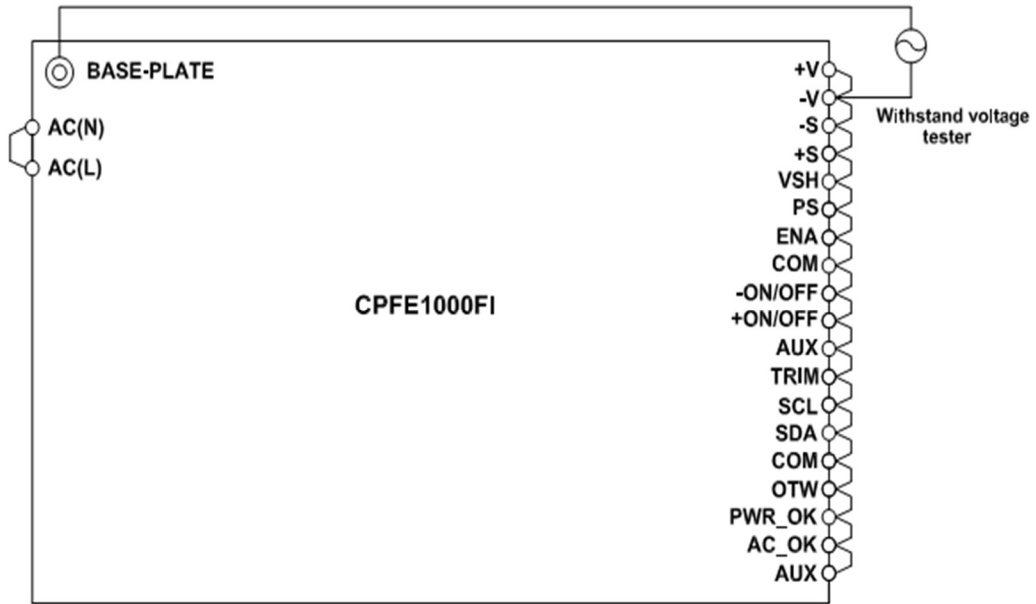 BASE-PLATE
AC(N)
AC(L)
CPFE1000FI
+V
-V
-S
+S
VSH
PS
ENA
COM
-ON/OFF
+ON/OFF
AUX
TRIM
SCL
SDA
COM
OTW
PWR_OK
AC_OK
AUX
Withstand voltage
tester